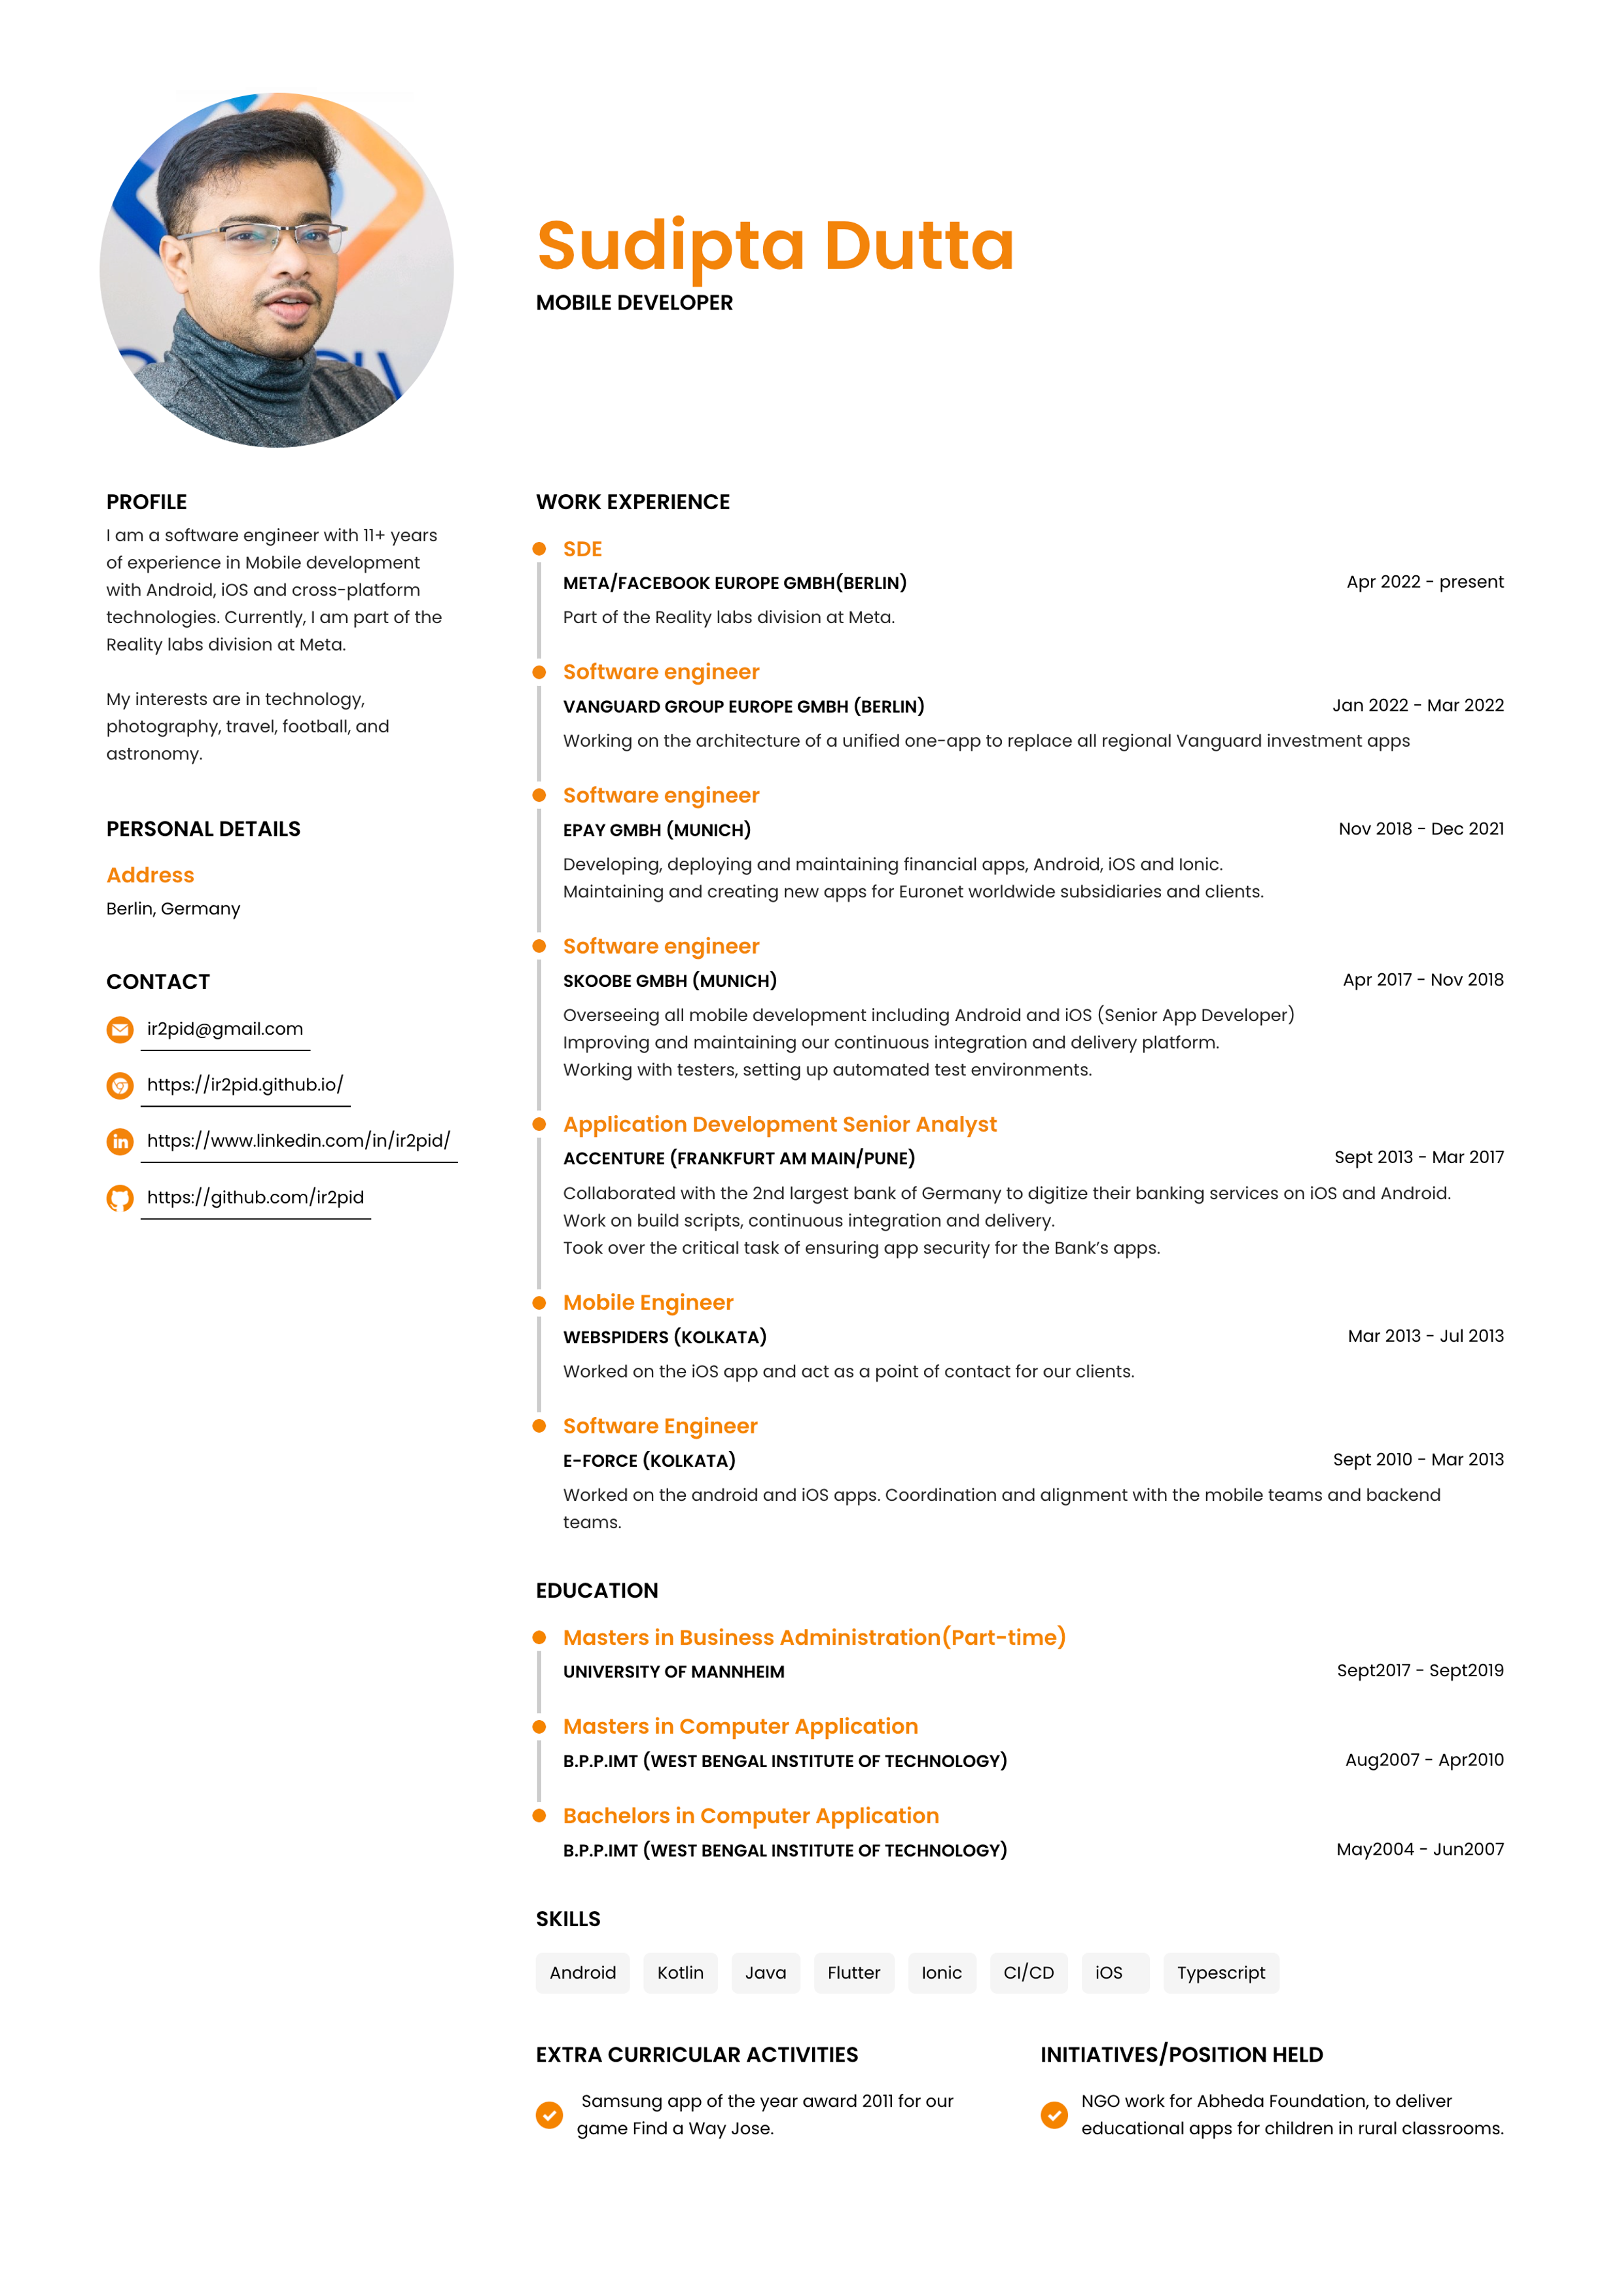 Sudipta Dutta
MOBILE DEVELOPER
PROFILE
I am a software engineer with 11+ years
of experience in Mobile development
with Android, iOS and cross-platform
technologies. Currently, I am part of the
Reality labs division at Meta.
My interests are in technology,
photography, travel, football, and
astronomy.
PERSONAL DETAILS
Address
Berlin, Germany
CONTACT
ir2pid@gmail.com
https://ir2pid.github.io/
https://www.linkedin.com/in/ir2pid/
https://github.com/ir2pid
WORK EXPERIENCE
SDE
META/FACEBOOK EUROPE GMBH(BERLIN) Apr 2022 - present
Part of the Reality labs division at Meta.
Software engineer
VANGUARD GROUP EUROPE GMBH (BERLIN) Jan 2022 - Mar 2022
Working on the architecture of a unified one-app to replace all regional Vanguard investment apps
Software engineer
EPAY GMBH (MUNICH) Nov 2018 - Dec 2021
Developing, deploying and maintaining financial apps, Android, iOS and Ionic.
Maintaining and creating new apps for Euronet worldwide subsidiaries and clients.
Software engineer
SKOOBE GMBH (MUNICH) Apr 2017 - Nov 2018
Overseeing all mobile development including Android and iOS (Senior App Developer)
Improving and maintaining our continuous integration and delivery platform.
Working with testers, setting up automated test environments.
Application Development Senior Analyst
ACCENTURE (FRANKFURT AM MAIN/PUNE) Sept 2013 - Mar 2017
Collaborated with the 2nd largest bank of Germany to digitize their banking services on iOS and Android.
Work on build scripts, continuous integration and delivery.
Took over the critical task of ensuring app security for the Bank’s apps.
Mobile Engineer
WEBSPIDERS (KOLKATA) Mar 2013 - Jul 2013
Worked on the iOS app and act as a point of contact for our clients.
Software Engineer
E-FORCE (KOLKATA) Sept 2010 - Mar 2013
Worked on the android and iOS apps. Coordination and alignment with the mobile teams and backend
teams.
EDUCATION
Masters in Business Administration(Part-time)
UNIVERSITY OF MANNHEIM Sept2017 - Sept2019
Masters in Computer Application
B.P.P.IMT (WEST BENGAL INSTITUTE OF TECHNOLOGY) Aug2007 - Apr2010
Bachelors in Computer Application
B.P.P.IMT (WEST BENGAL INSTITUTE OF TECHNOLOGY) May2004 - Jun2007
SKILLS
Android Kotlin Java Flutter Ionic CI/CD iOS Typescript
EXTRA CURRICULAR ACTIVITIES
Samsung app of the year award 2011 for our
game Find a Way Jose.
INITIATIVES/POSITION HELD
NGO work for Abheda Foundation, to deliver
educational apps for children in rural classrooms.